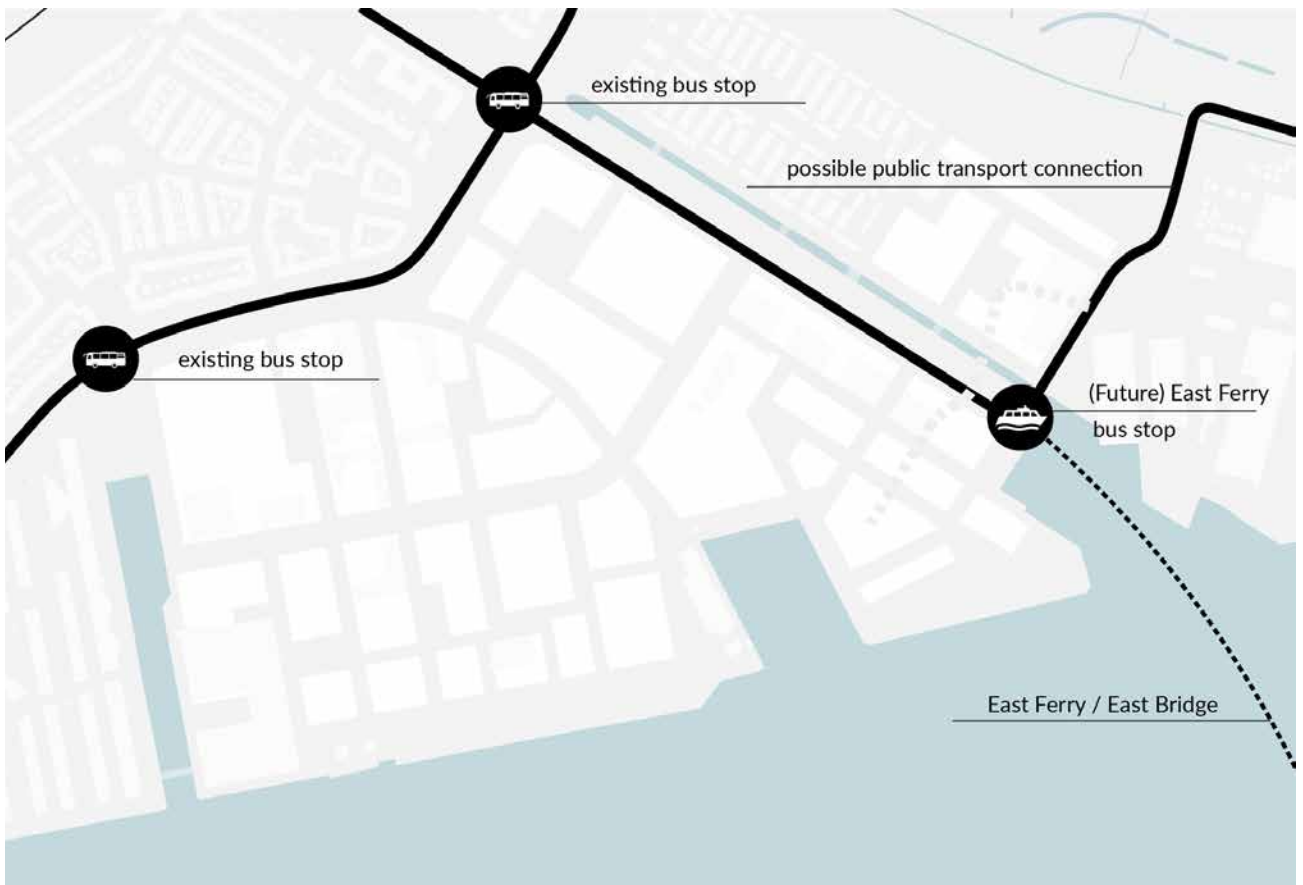 existing bus stop
possible public transport connection
existing bus stop
(Future) East Ferry
bus stop
East Ferry / East Bridge